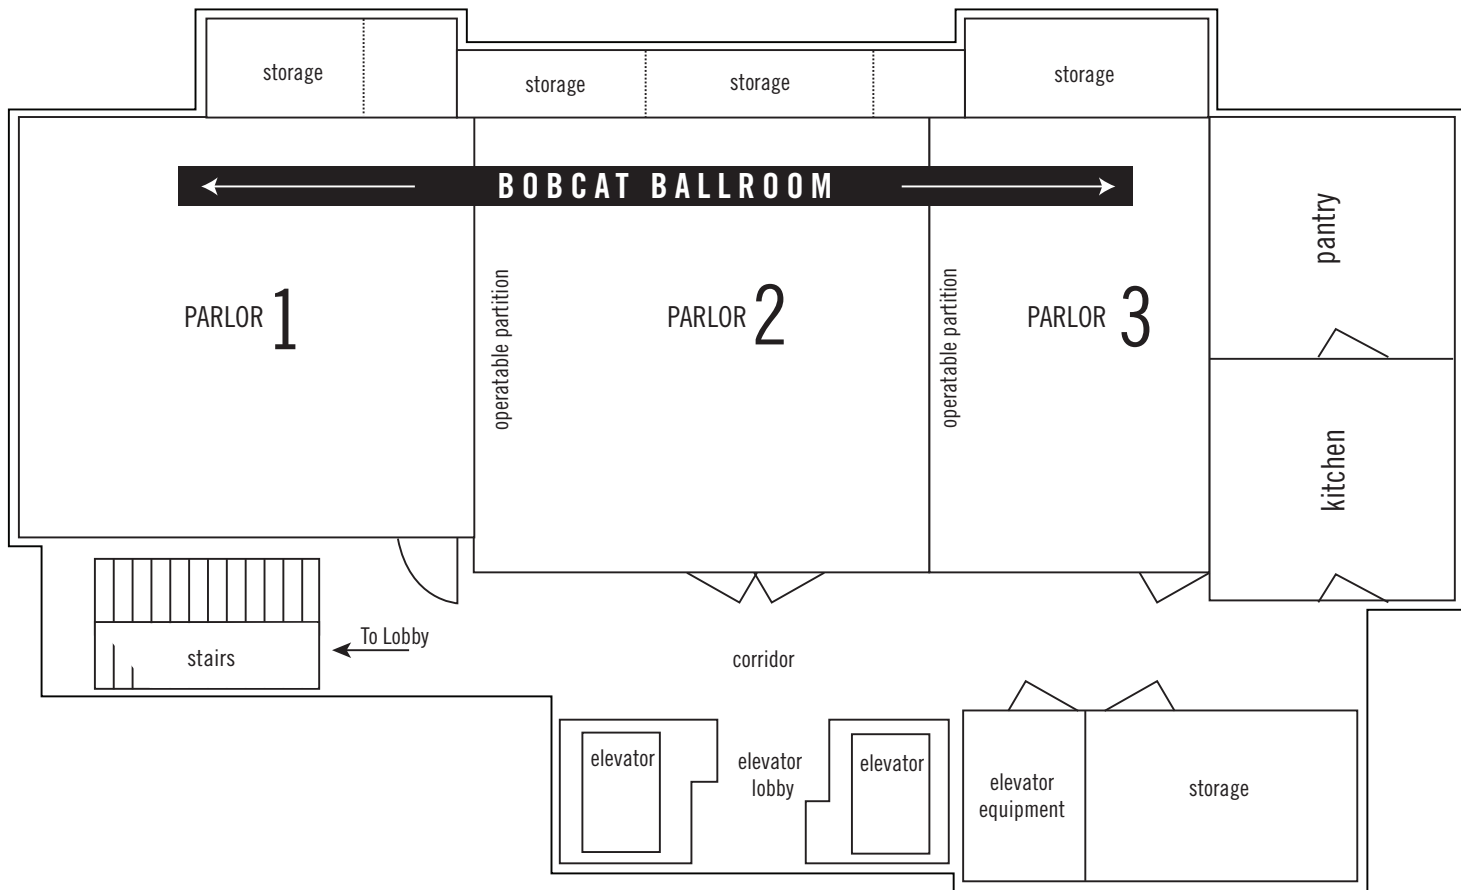 storage
storage
storage
storage
BOBCAT BALLROOM
PARLOR 1
operatable partition
PARLOR 2
operatable partition
PARLOR 3
pantry
kitchen
stairs
To Lobby
corridor
elevator
elevator
lobby
elevator
elevator
equipment
storage